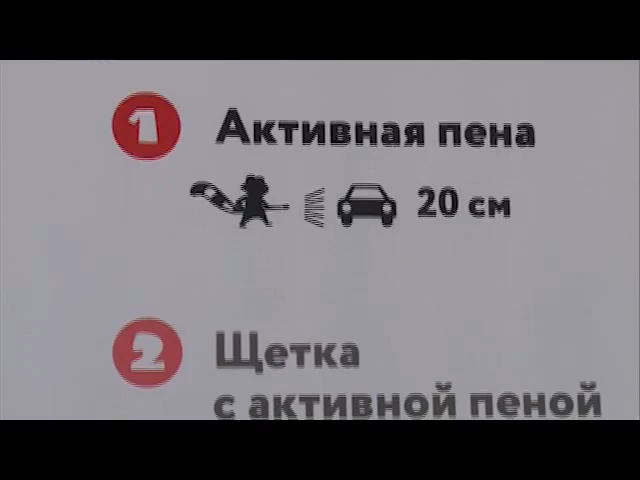 1 Активная пена
20 см
2 Щетка
с активной пеной